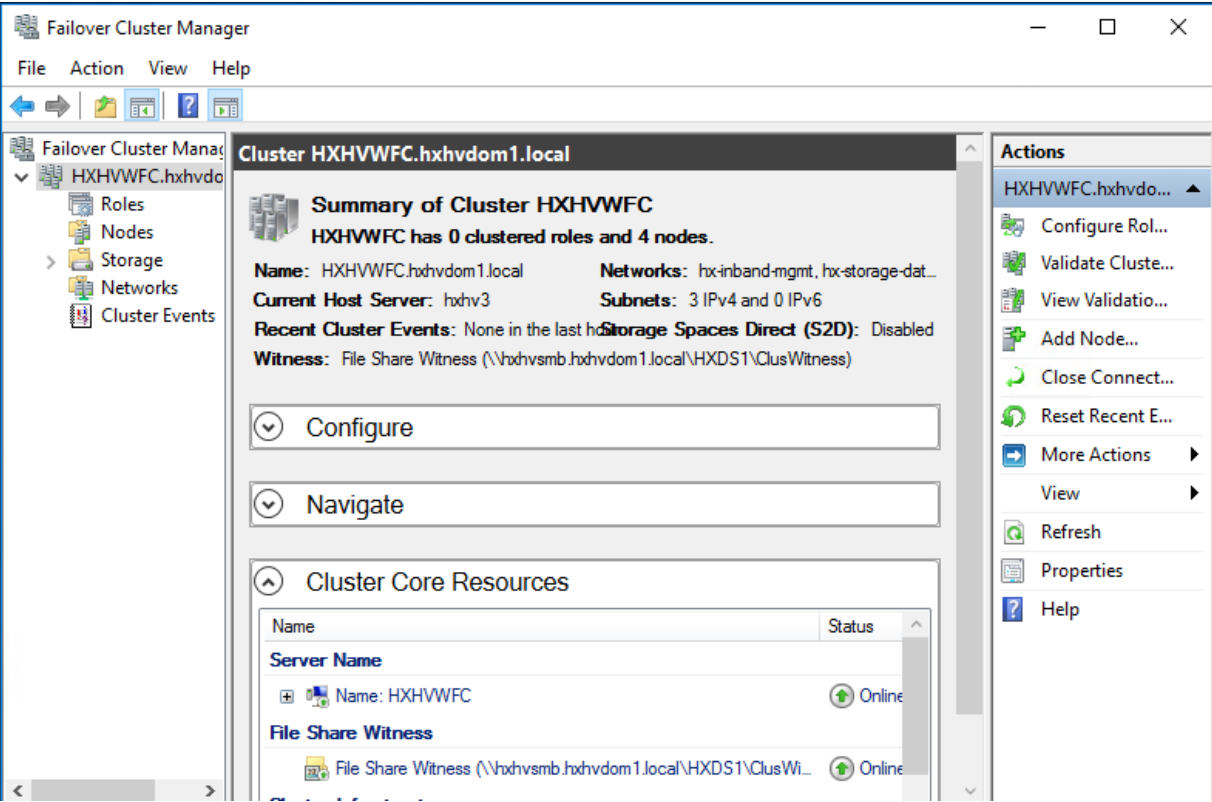 Failover Cluster Manager
File Action View Help
Failover Cluster Manag
HXHVWFC.hxhvdo
Roles
Nodes
Storage
Networks
Cluster Events
Cluster HXHVWFC.hxhvdom1.local
Summary of Cluster HXHVWFC
HXHVWFC has 0 clustered roles and 4 nodes.
Name: HXHVWFC.hxhvdom1.local Networks: hx-inband-mgmt, hx-storage-dat...
Current Host Server: hxhv3 Subnets: 3 IPv4 and 0 IPv6
Recent Cluster Events: None in the last Storage Spaces Direct (S2D): Disabled
Witness: File Share Witness (\\hxhvsmb.hxhvdom1.local\HXDS1\ClusWitness)
Configure
Navigate
Cluster Core Resources
Name Status
Server Name
Name: HXHVWFC Online
File Share Witness
File Share Witness (\\hxhvsmb.hxhvdom1.local\HXDS1\ClusWi... Online
Actions
HXHVWFC.hxhvdo...
Configure Rol...
Validate Cluste...
View Validatio...
Add Node...
Close Connect...
Reset Recent E...
More Actions
View
Refresh
Properties
Help